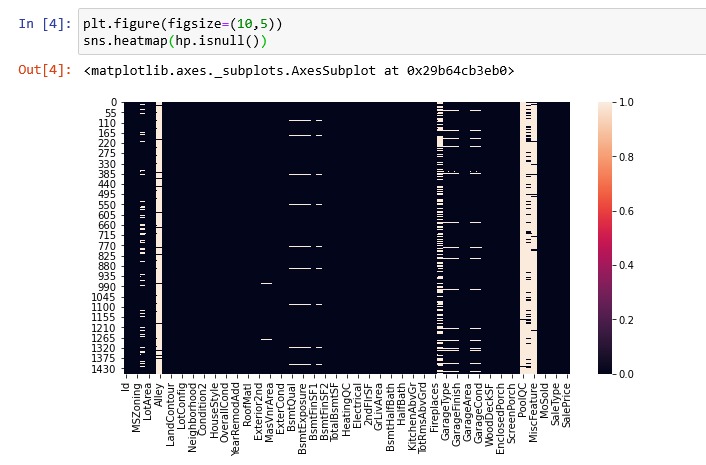 In [4]: plt.figure(figsize=(10,5))
sns.heatmap(hp.isnull())
Out[4]: <matplotlib.axes._subplots.AxesSubplot at 0x29b64cb3eb0>
0
55
110
165
220
275
330
385
440
495
550
605
660
715
770
825
880
935
990
1045
1100
1155
1210
1265
1320
1375
1430
1.0
0.8
0.6
0.4
0.2
0.0
Id
MSZoning
LotArea
Alley
LandContour
LotConfig
Neighborhood
Condition2
HouseStyle
OverallCond
YearRemodAdd
RoofMatl
Exterior2nd
MasVnrArea
ExterCond
BsmtQual
BsmtExposure
BsmtFinSF1
BsmtFinSF2
TotalBsmtSF
HeatingQC
Electrical
2ndFlrSF
GrLivArea
BsmtHalfBath
HalfBath
KitchenAbvGr
TotRmsAbvGrd
Fireplaces
GarageType
GarageFinish
GarageArea
GarageCond
WoodDeckSF
EnclosedPorch
ScreenPorch
PoolQC
MiscFeature
MoSold
SaleType
SalePrice